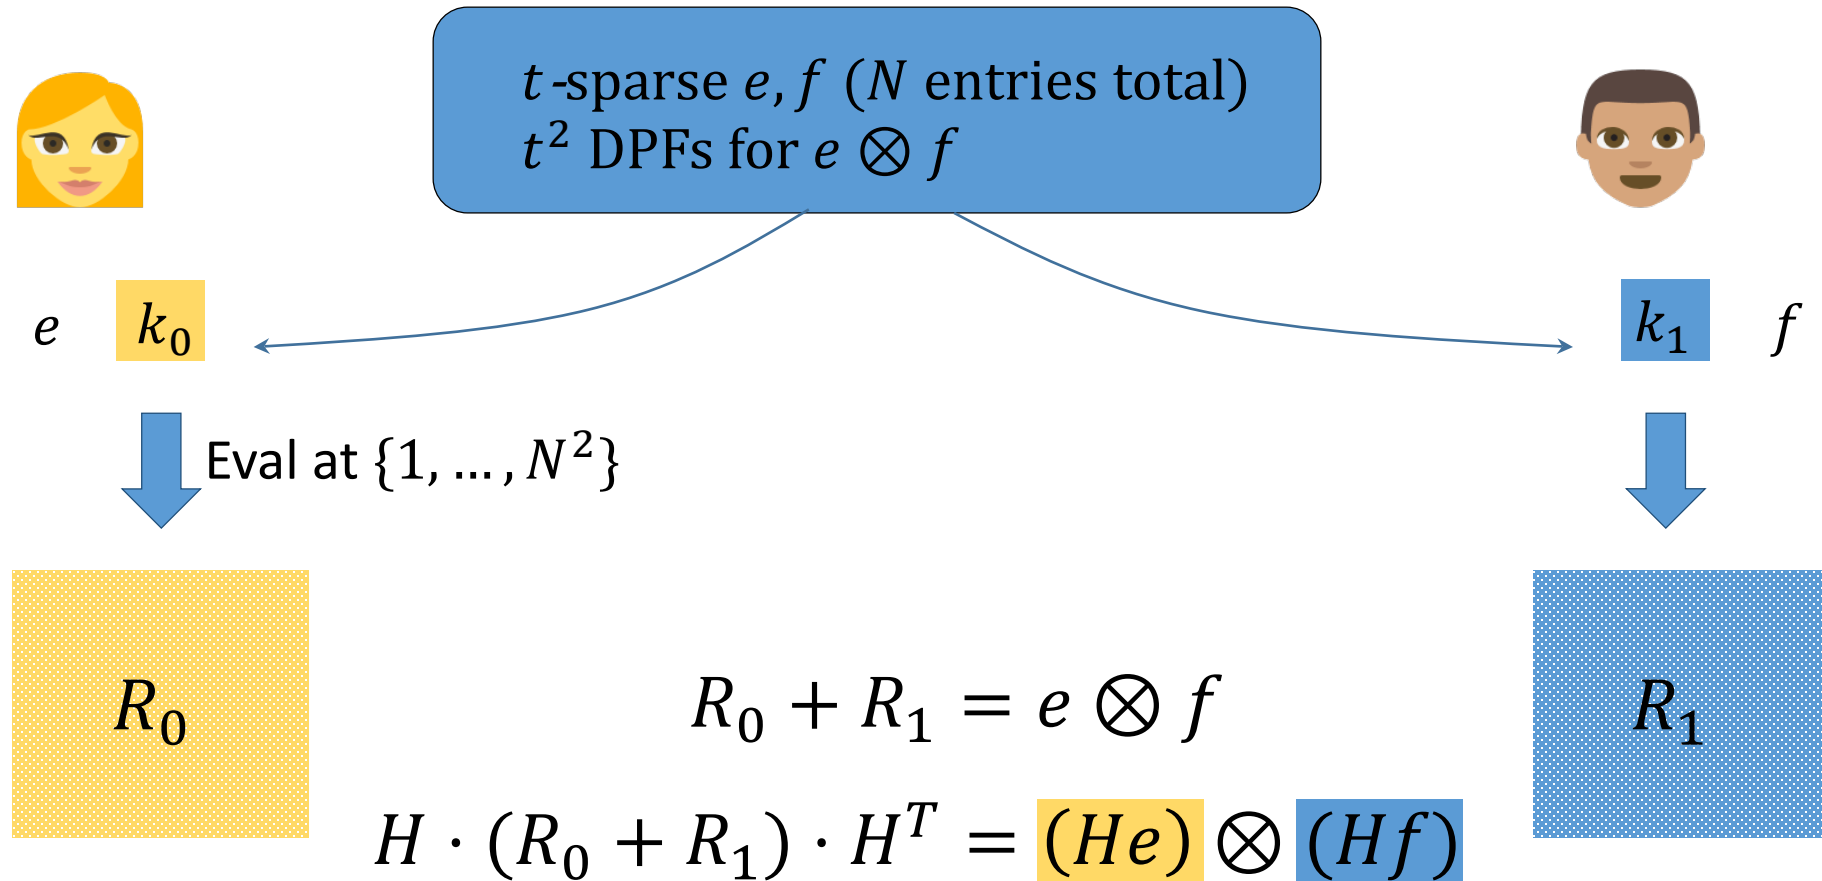 t-sparse e, f (N entries total)
t² DPFs for e ⊗ f
e k₀
k₁ f
Eval at {1, … , N²}
R₀
R₁
R₀ + R₁ = e ⊗ f
H · (R₀ + R₁) · Hᵀ = (He) ⊗ (Hf)